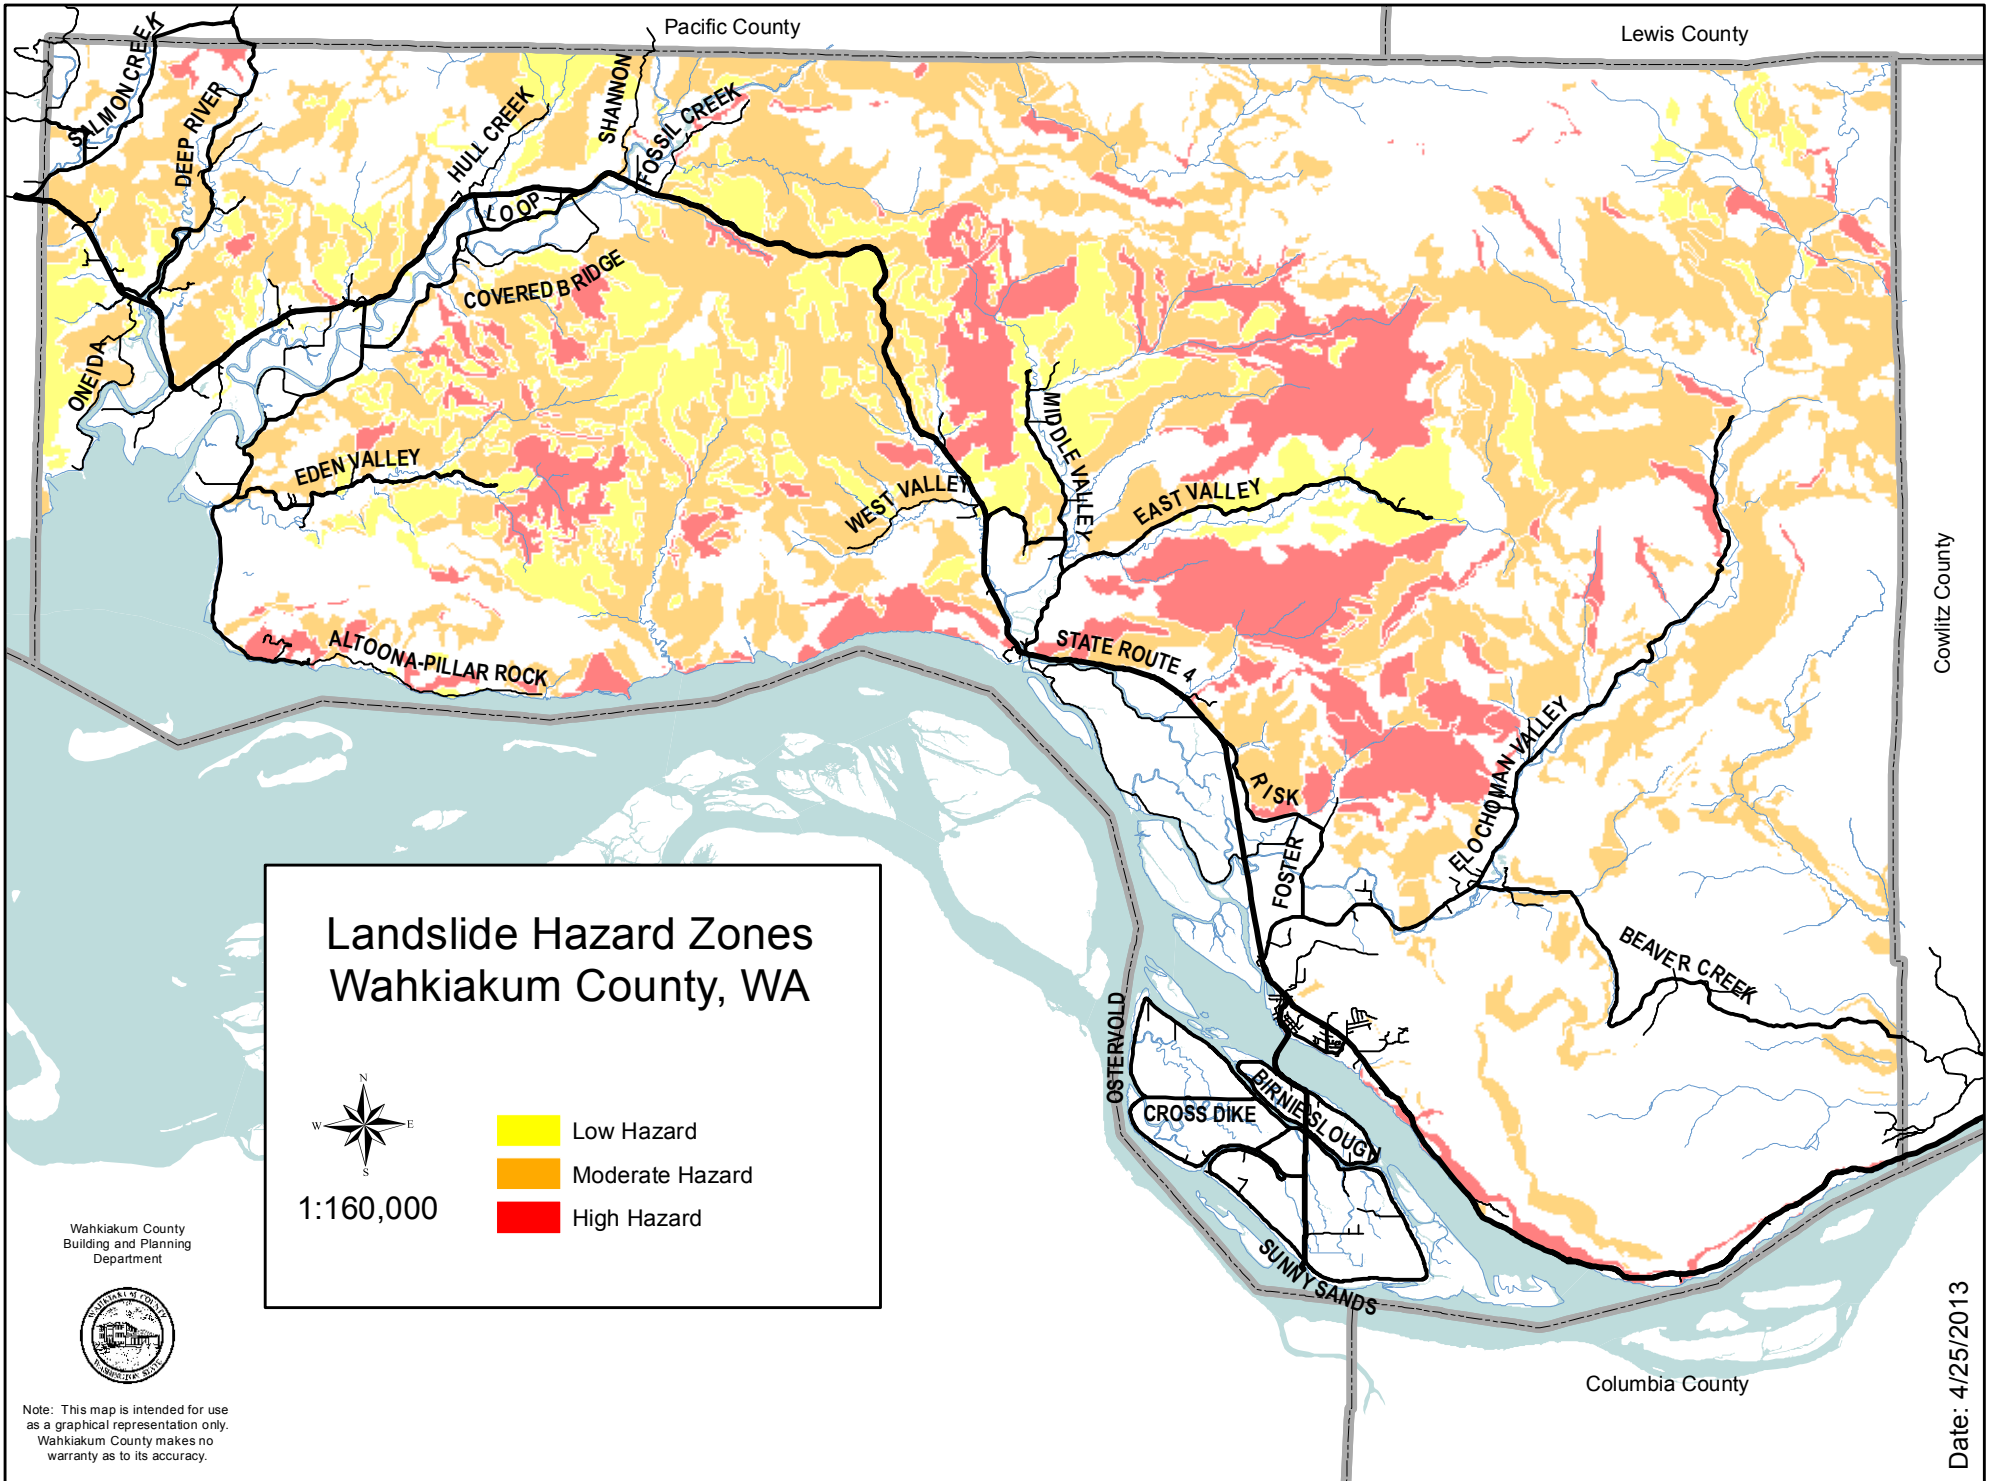 Pacific County
Lewis County
SALMON CREEK
DEEP RIVER
HULL CREEK
SHANNON
FOSSIL CREEK
LOOP
COVERED BRIDGE
ONEIDA
EDEN VALLEY
WEST VALLEY
MIDDLE VALLEY
EAST VALLEY
ALTOONA-PILLAR ROCK
STATE ROUTE 4
RISK
ELOCHOMAN VALLEY
FOSTER
BEAVER CREEK
OSTERVOLD
CROSS DIKE
BIRNIE SLOUGH
SUNNY SANDS
Cowlitz County
Columbia County
Landslide Hazard Zones
Wahkiakum County, WA
N
W
E
S
1:160,000
Low Hazard
Moderate Hazard
High Hazard
Wahkiakum County
Building and Planning
Department
WAHKIAKUM COUNTY
WASHINGTON STATE
Note: This map is intended for use
as a graphical representation only.
Wahkiakum County makes no
warranty as to its accuracy.
Date: 4/25/2013